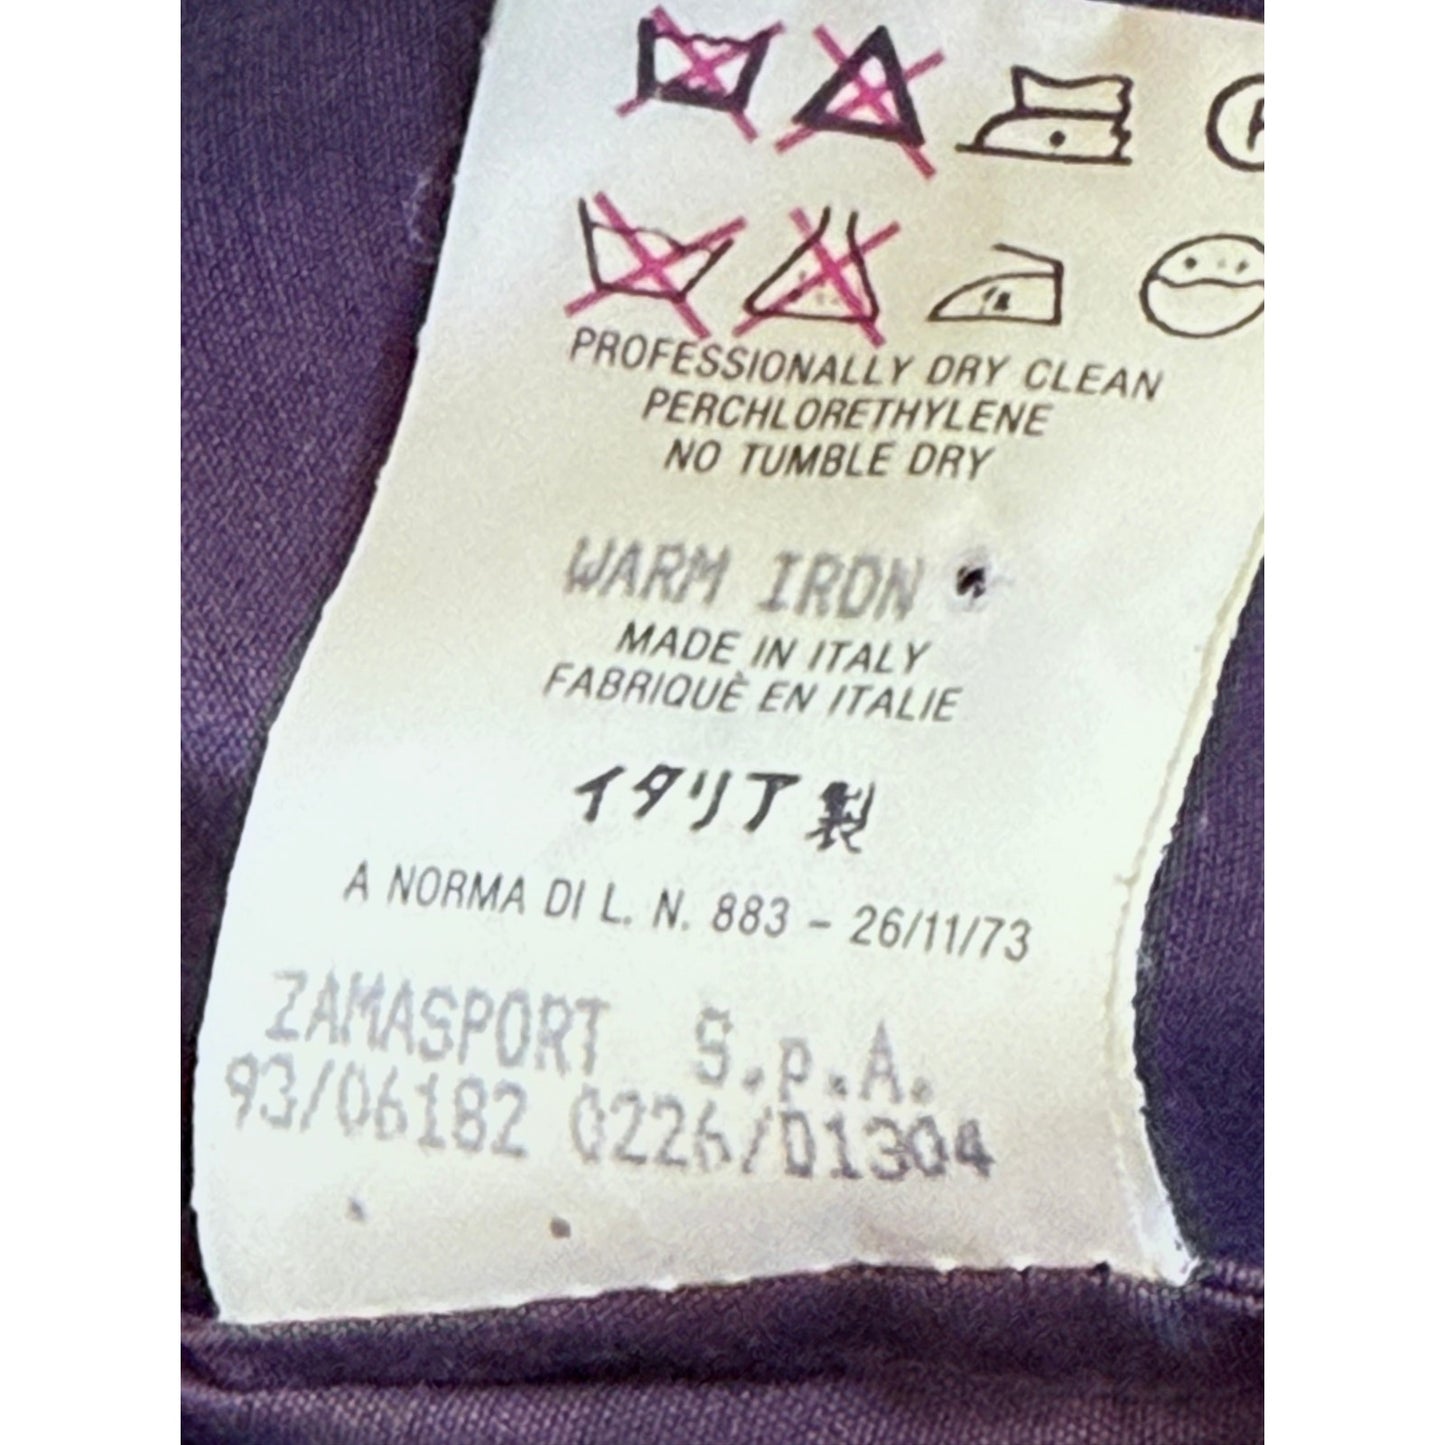 PROFESSIONALLY DRY CLEAN
PERCHLORETHYLENE
NO TUMBLE DRY
WARM IRON
MADE IN ITALY
FABRIQUÈ EN ITALIE
イタリア製
A NORMA DI L. N. 883 - 26/11/73
ZAMASPORT S.p.A.
93/06182 0226/D1304